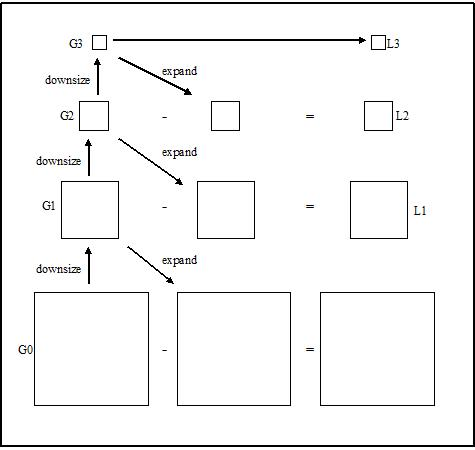 G3 L3
downsize expand
G2 - = L2
downsize expand
G1 - = L1
downsize expand
G0 - =